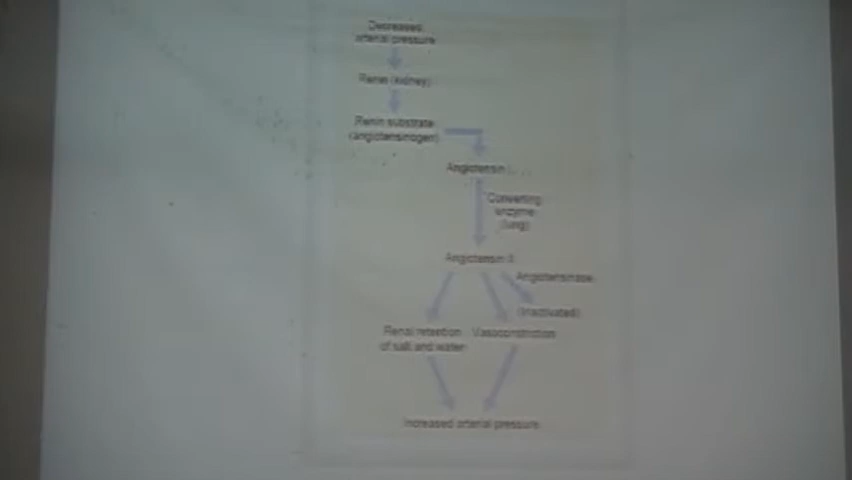 Decreased
arterial pressure
Renin (kidney)
Renin substrate
(angiotensinogen)
Angiotensin I
Converting
enzyme
(lung)
Angiotensin II
Angiotensinase
(Inactivated)
Renal retention
of salt and water
Vasoconstriction
Increased arterial pressure